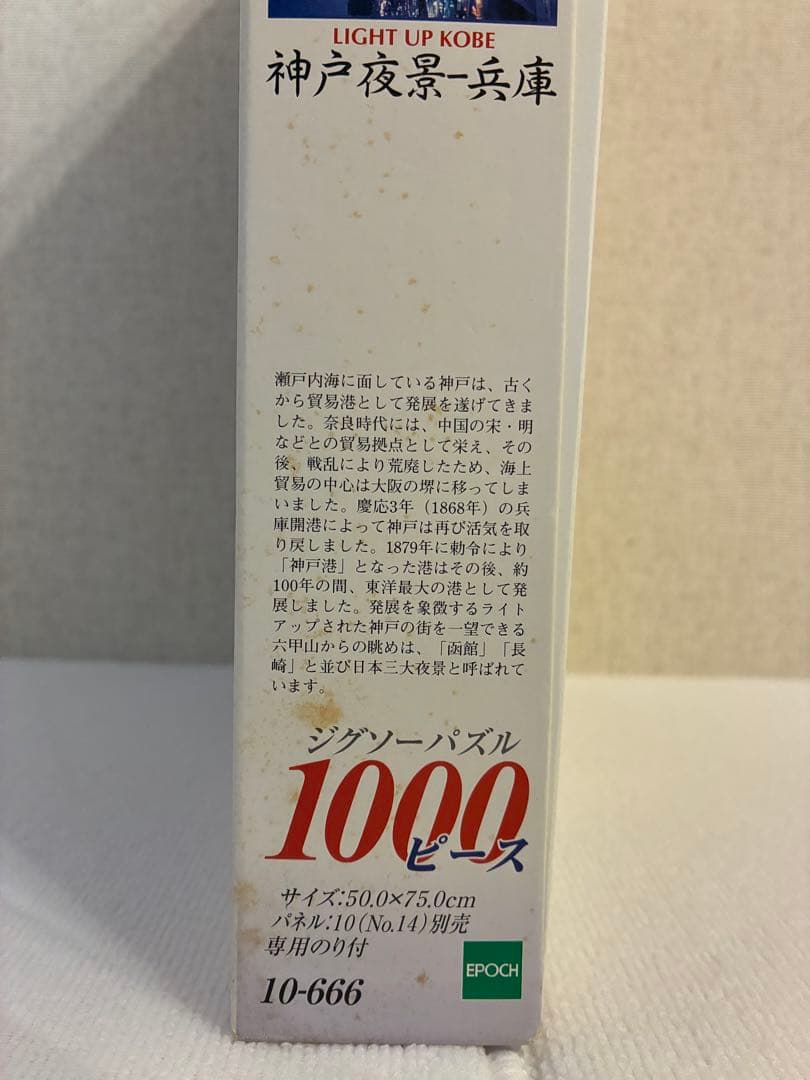 LIGHT UP KOBE
神戸夜景−兵庫
瀬戸内海に面している神戸は、古く
から貿易港として発展を遂げてきま
した。奈良時代には、中国の宋・明
などとの貿易拠点として栄え、その
後、戦乱により荒廃したため、海上
貿易の中心は大阪の堺に移ってしま
いました。慶応3年（1868年）の兵
庫開港によって神戸は再び活気を取
り戻しました。1879年に勅令により
「神戸港」となった港はその後、約
100年の間、東洋最大の港として発
展しました。発展を象徴するライト
アップされた神戸の街を一望できる
六甲山からの眺めは、「函館」「長
崎」と並び日本三大夜景と呼ばれて
います。
ジグソーパズル
1000
ピース
サイズ:50.0×75.0cm
パネル:10(No.14)別売
専用のり付
10-666
EPOCH